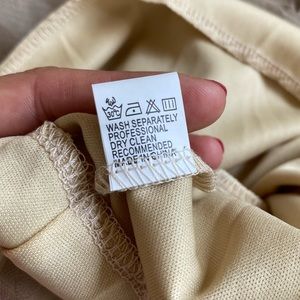 WASH SEPARATELY
PROFESSIONAL
DRY CLEAN
RECOMMENDED
MADE IN CHINA